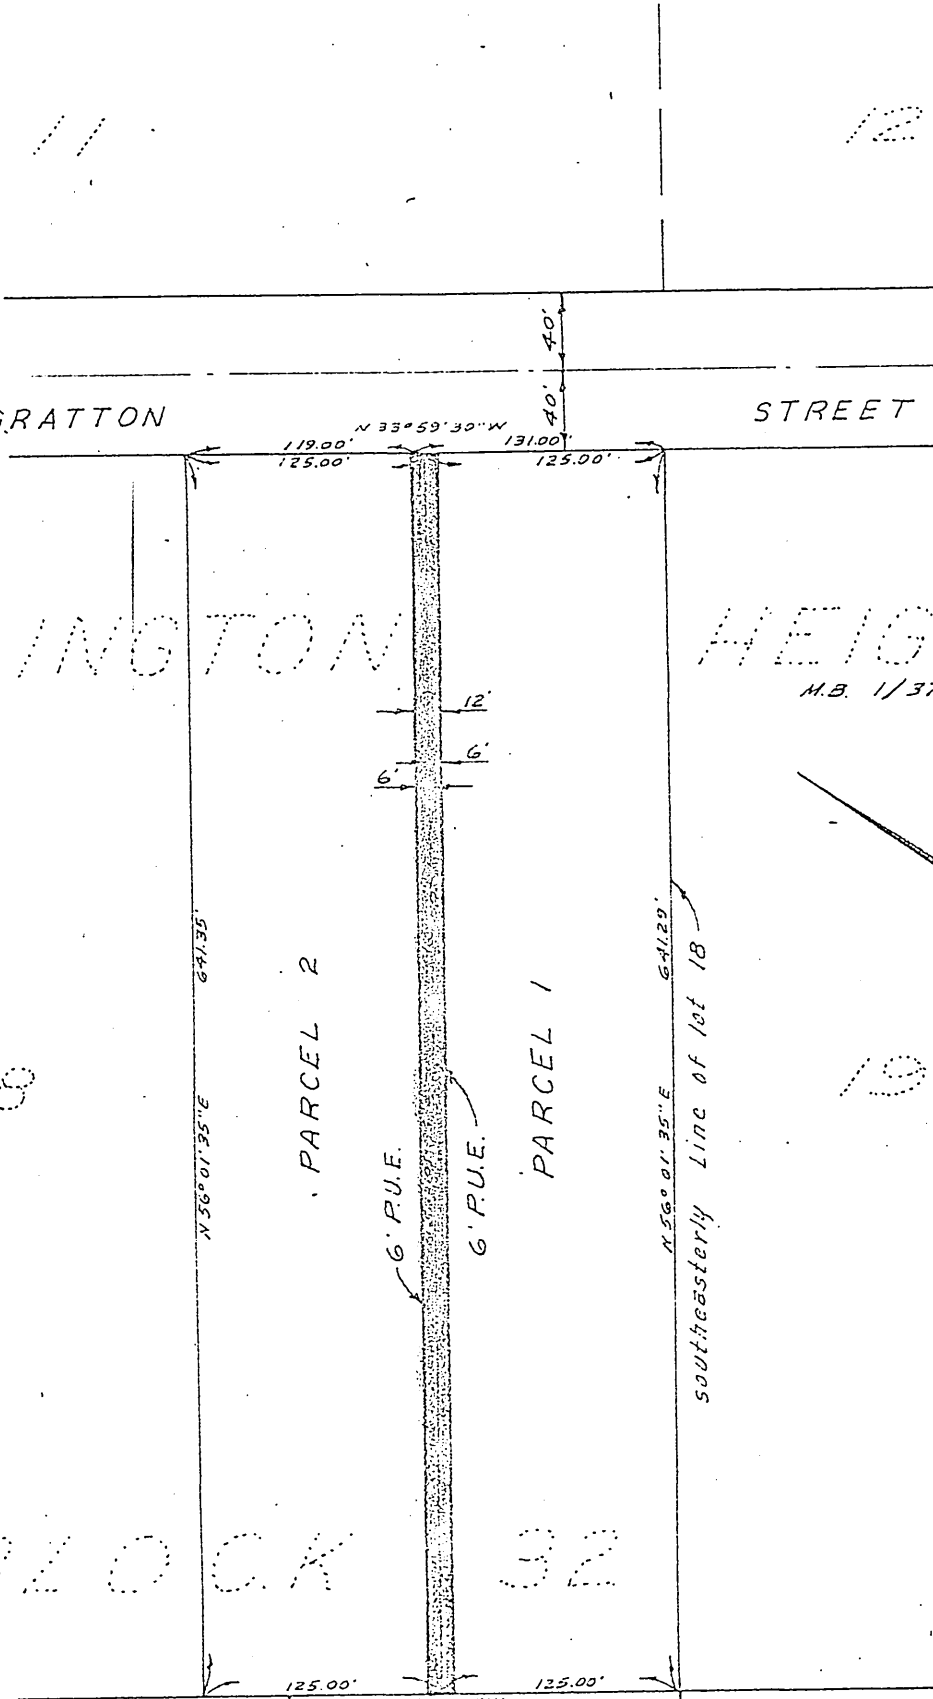 11
12
40'
40'
GRATTON
STREET
N 33°59'30" W
119.00'
131.00'
125.00'
125.00'
INGTON
HEIG
M.B. 1/37
12'
6'
6'
641.35'
N 56° 01' 35" E
PARCEL 2
6' P.U.E.
6' P.U.E.
PARCEL 1
641.29'
N 56° 01' 35" E
southeasterly Line of lot 18
19
BLOCK 32
125.00'
125.00'